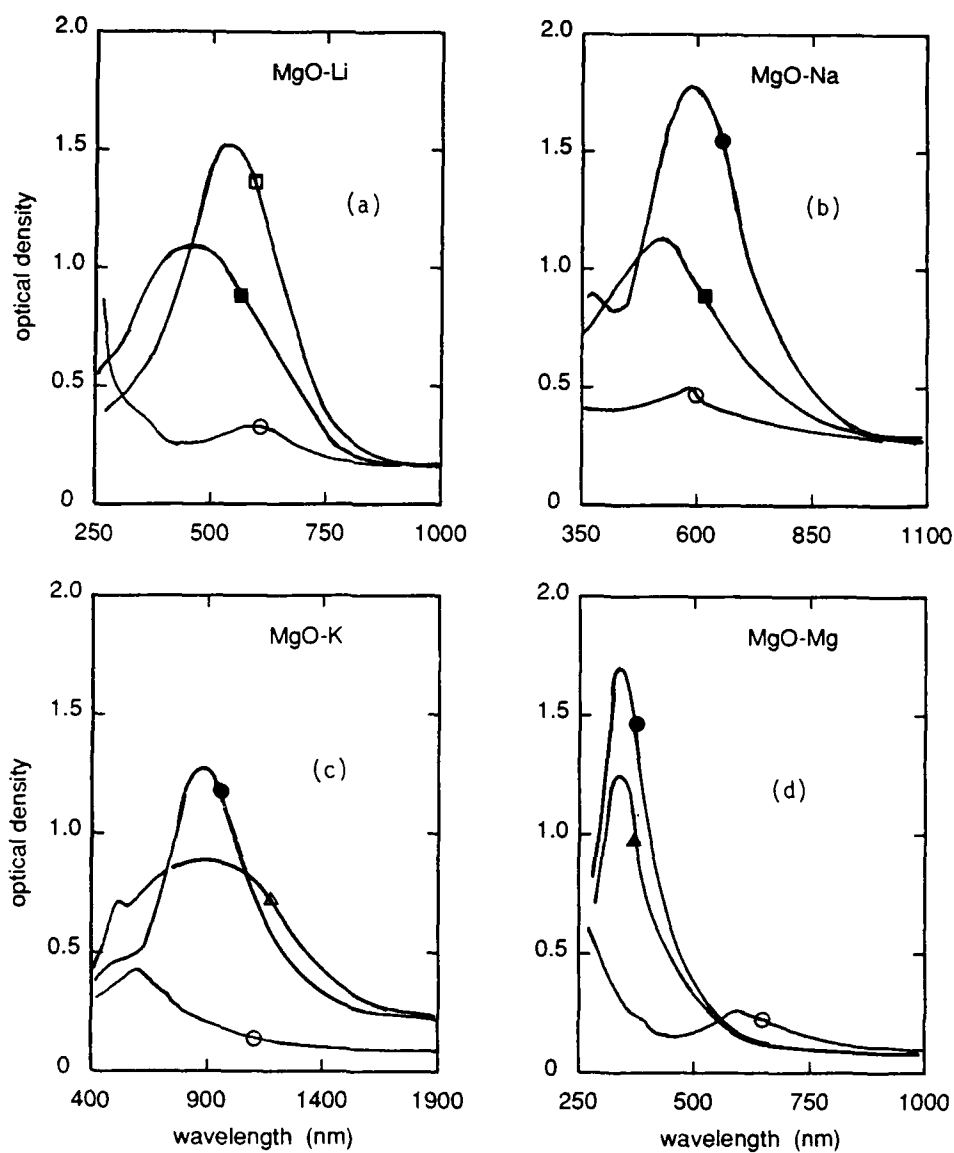 2.0
MgO-Li
1.5
(a)
1.0
optical density
0.5
0
250 500 750 1000
2.0
MgO-Na
1.5
(b)
1.0
0.5
0
350 600 850 1100
2.0
MgO-K
1.5
(c)
1.0
optical density
0.5
0
400 900 1400 1900
wavelength (nm)
2.0
MgO-Mg
1.5
(d)
1.0
0.5
0
250 500 750 1000
wavelength (nm)